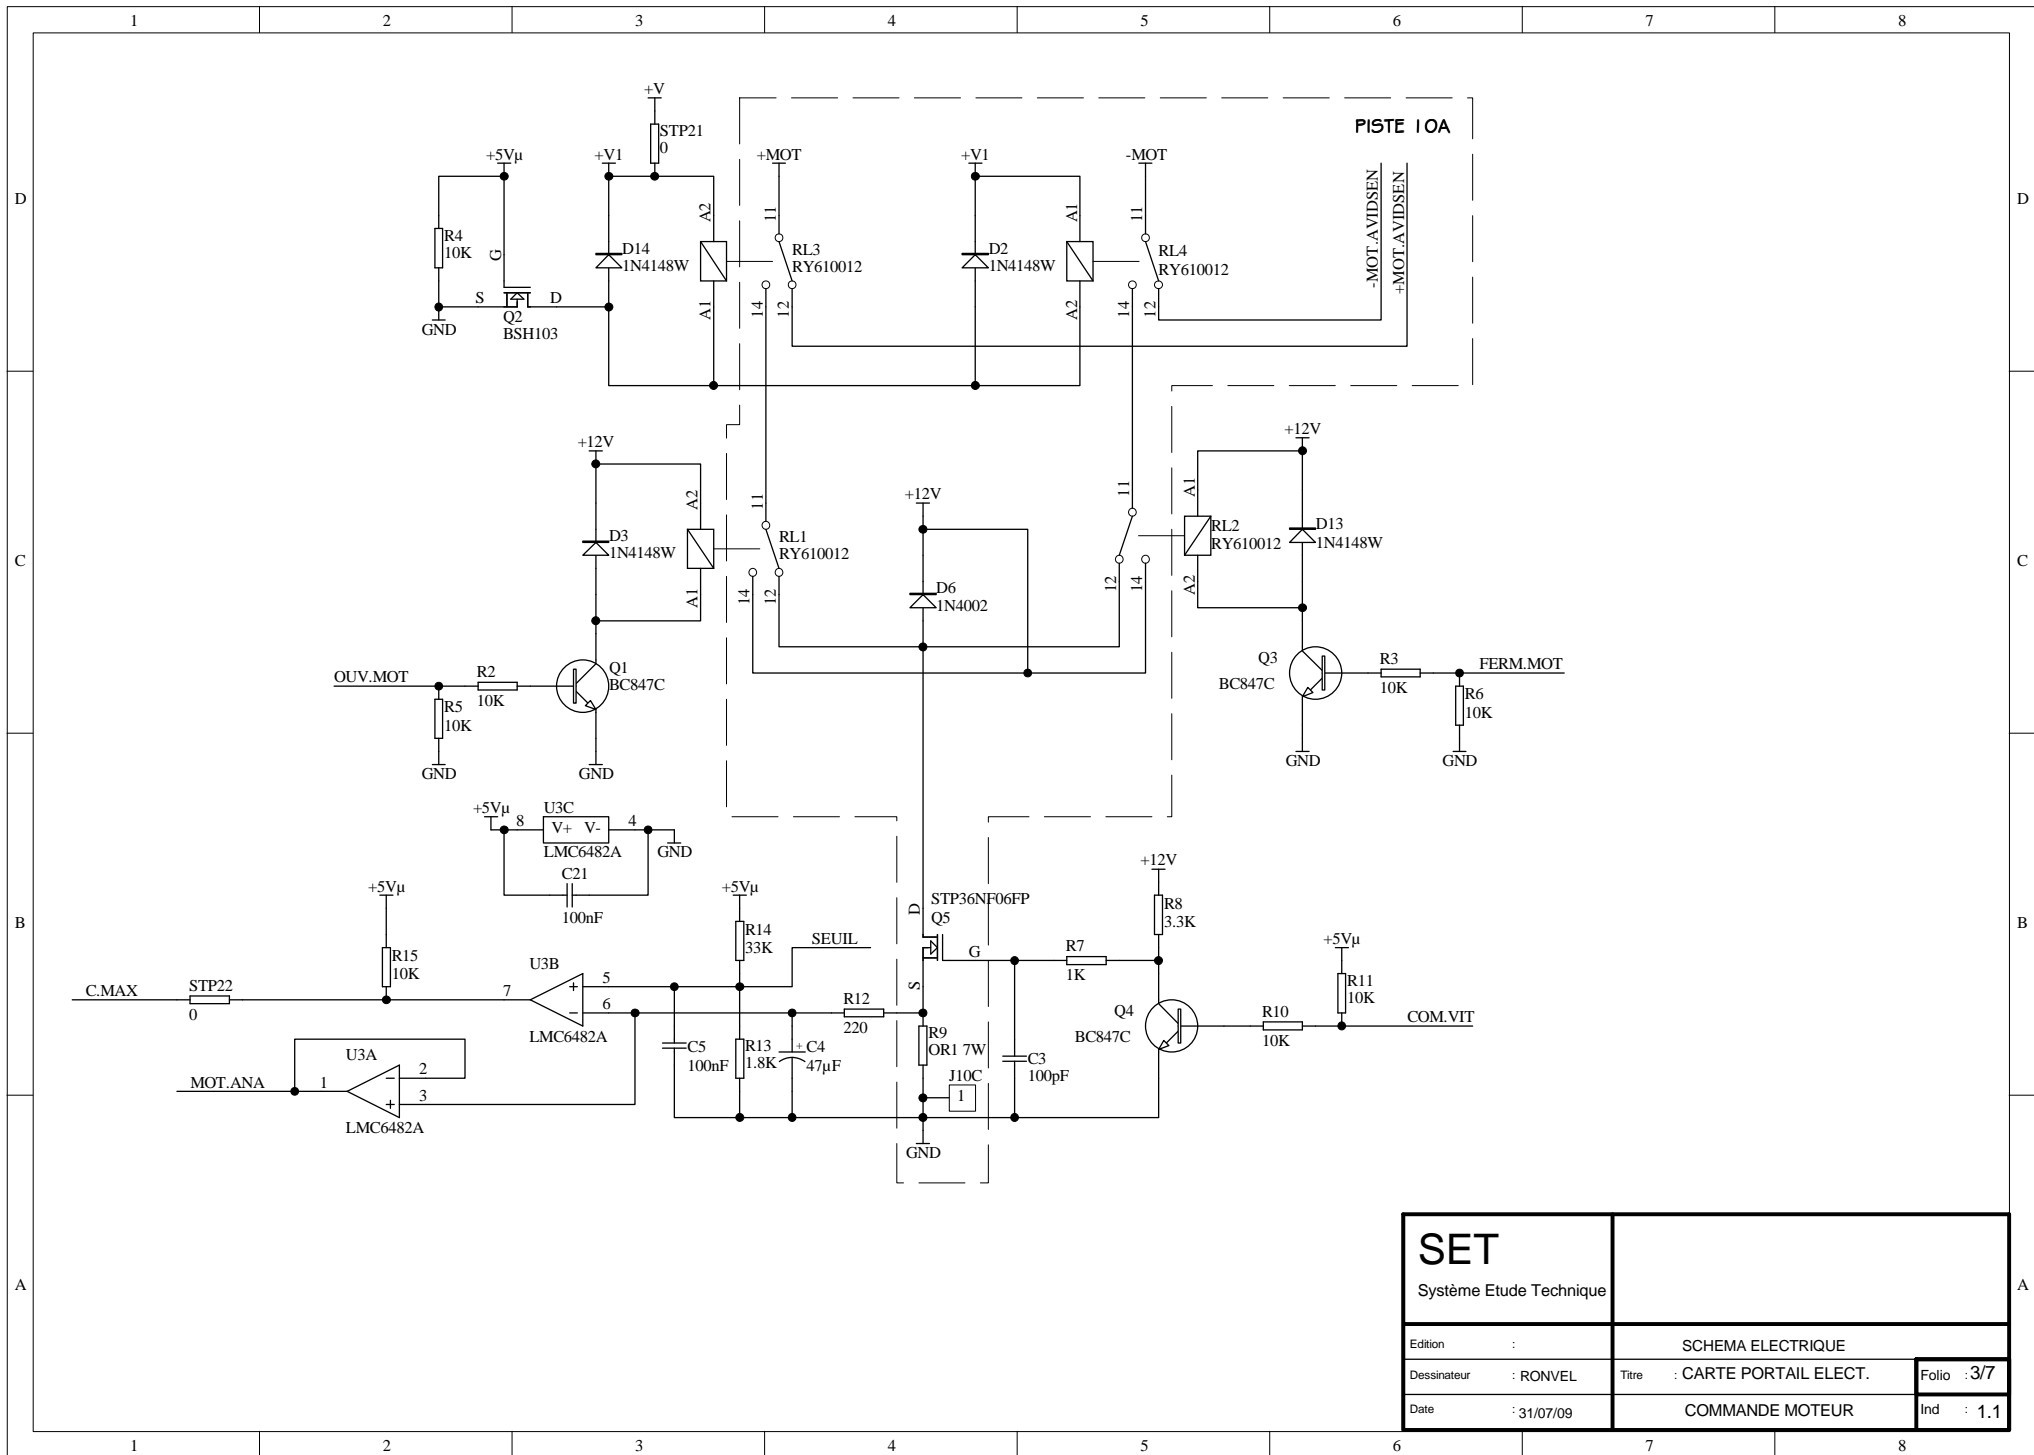 1 2 3 4 5 6 7 8
D D
C C
B B
A A
PISTE 10A
+V
STP21
0
+5Vµ
+V1
+MOT
+V1
-MOT
-MOT.AVIDSEN
+MOT.AVIDSEN
R4
10K
G
S
D
Q2
BSH103
GND
D14
1N4148W
A2
A1
11
RL3
RY610012
14
12
D2
1N4148W
A1
A2
11
RL4
RY610012
14
12
+12V
D3
1N4148W
A2
A1
11
RL1
RY610012
14
12
+12V
D6
1N4002
11
12
14
A1
A2
RL2
RY610012
+12V
D13
1N4148W
OUV.MOT
R2
10K
R5
10K
GND
Q1
BC847C
GND
Q3
BC847C
GND
R3
10K
FERM.MOT
R6
10K
GND
+5Vµ
U3C
8
V+ V-
4
LMC6482A
GND
C21
100nF
+5Vµ
R15
10K
C.MAX
STP22
0
7
U3B
5
+
6
-
LMC6482A
+5Vµ
R14
33K
SEUIL
C5
100nF
R13
1.8K
+
C4
47µF
R12
220
STP36NF06FP
Q5
D
G
S
R9
OR1 7W
J10C
1
GND
C3
100pF
R7
1K
+12V
R8
3.3K
Q4
BC847C
R10
10K
+5Vµ
R11
10K
COM.VIT
MOT.ANA
U3A
1
2
-
3
+
LMC6482A
SET
Système Etude Technique
Edition :
SCHEMA ELECTRIQUE
Dessinateur : RONVEL
Titre : CARTE PORTAIL ELECT.
Folio : 3/7
Date : 31/07/09
COMMANDE MOTEUR
Ind : 1.1
1 2 3 4 5 6 7 8